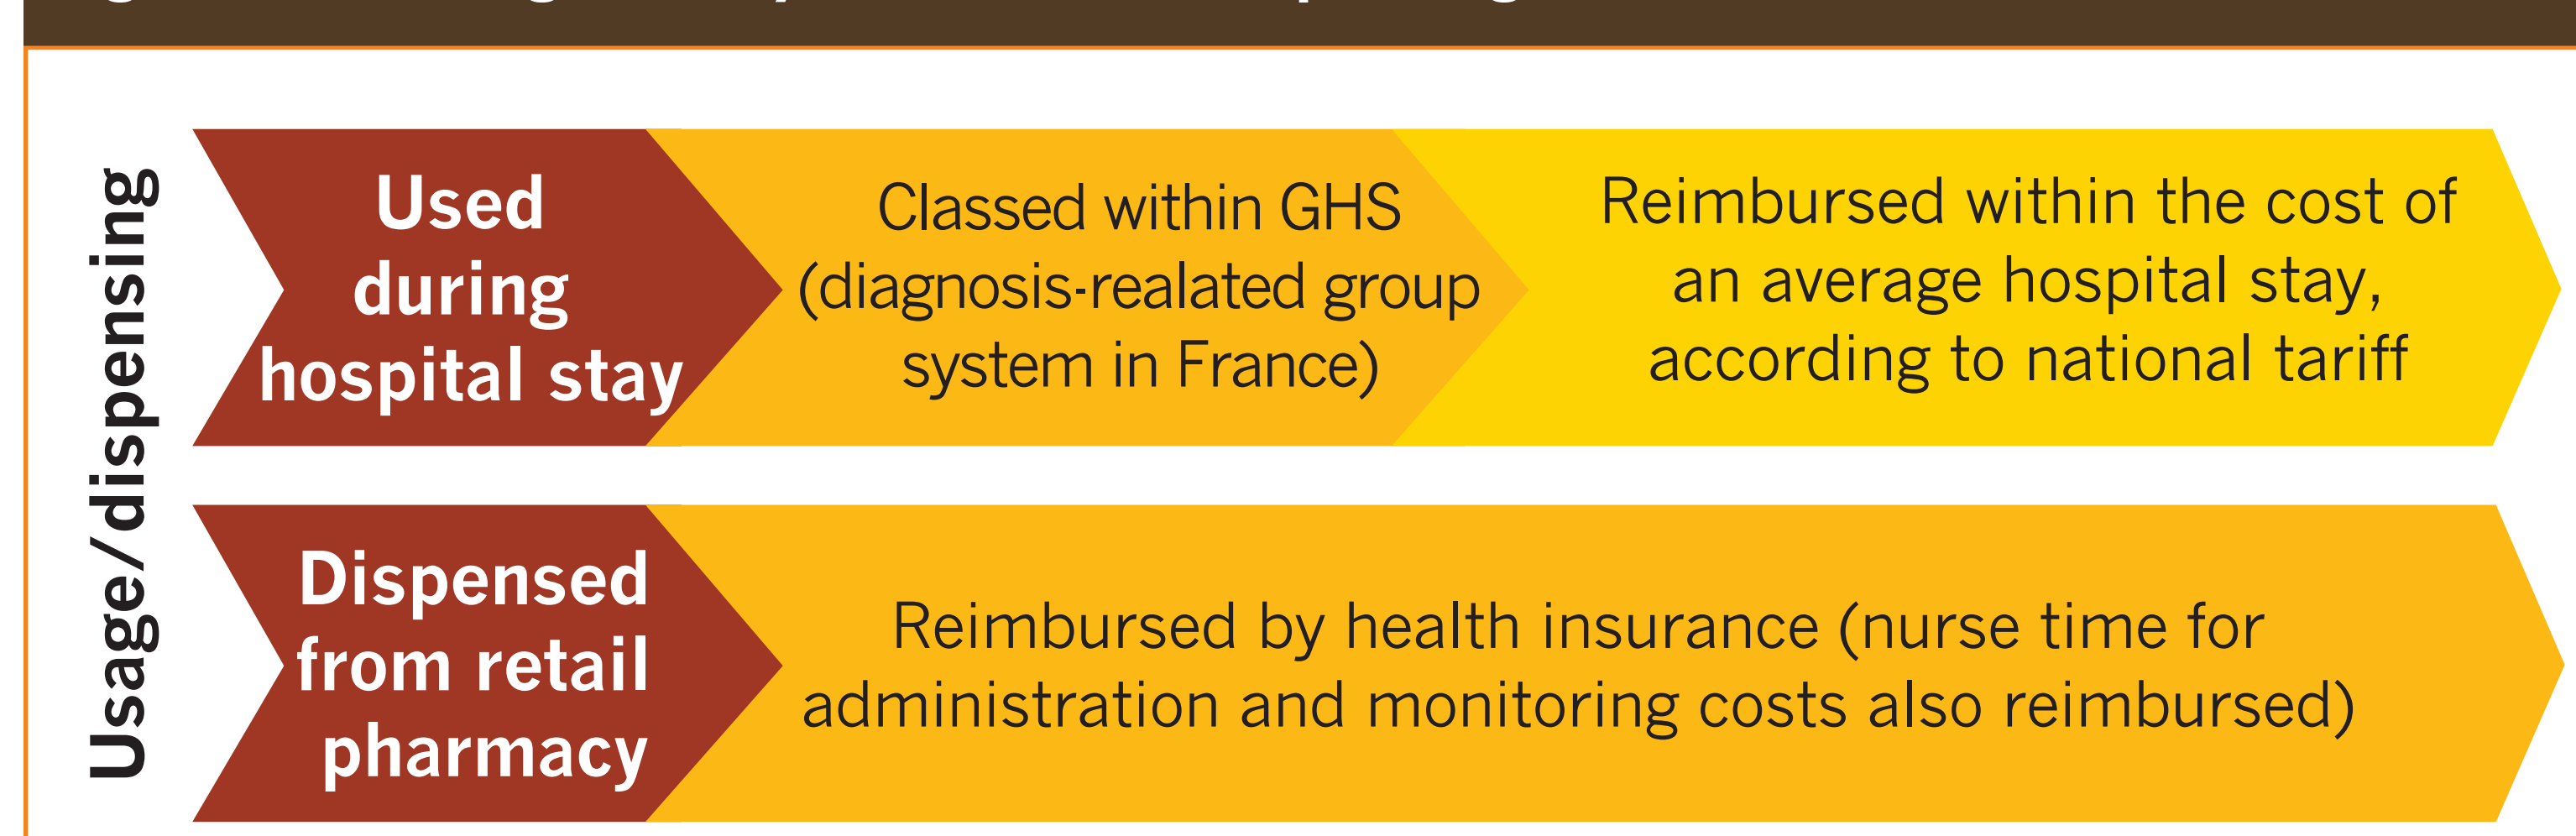 Usage/dispensing
Used
during
hospital stay
Classed within GHS
(diagnosis-realated group
system in France)
Reimbursed within the cost of
an average hospital stay,
according to national tariff
Dispensed
from retail
pharmacy
Reimbursed by health insurance (nurse time for
administration and monitoring costs also reimbursed)